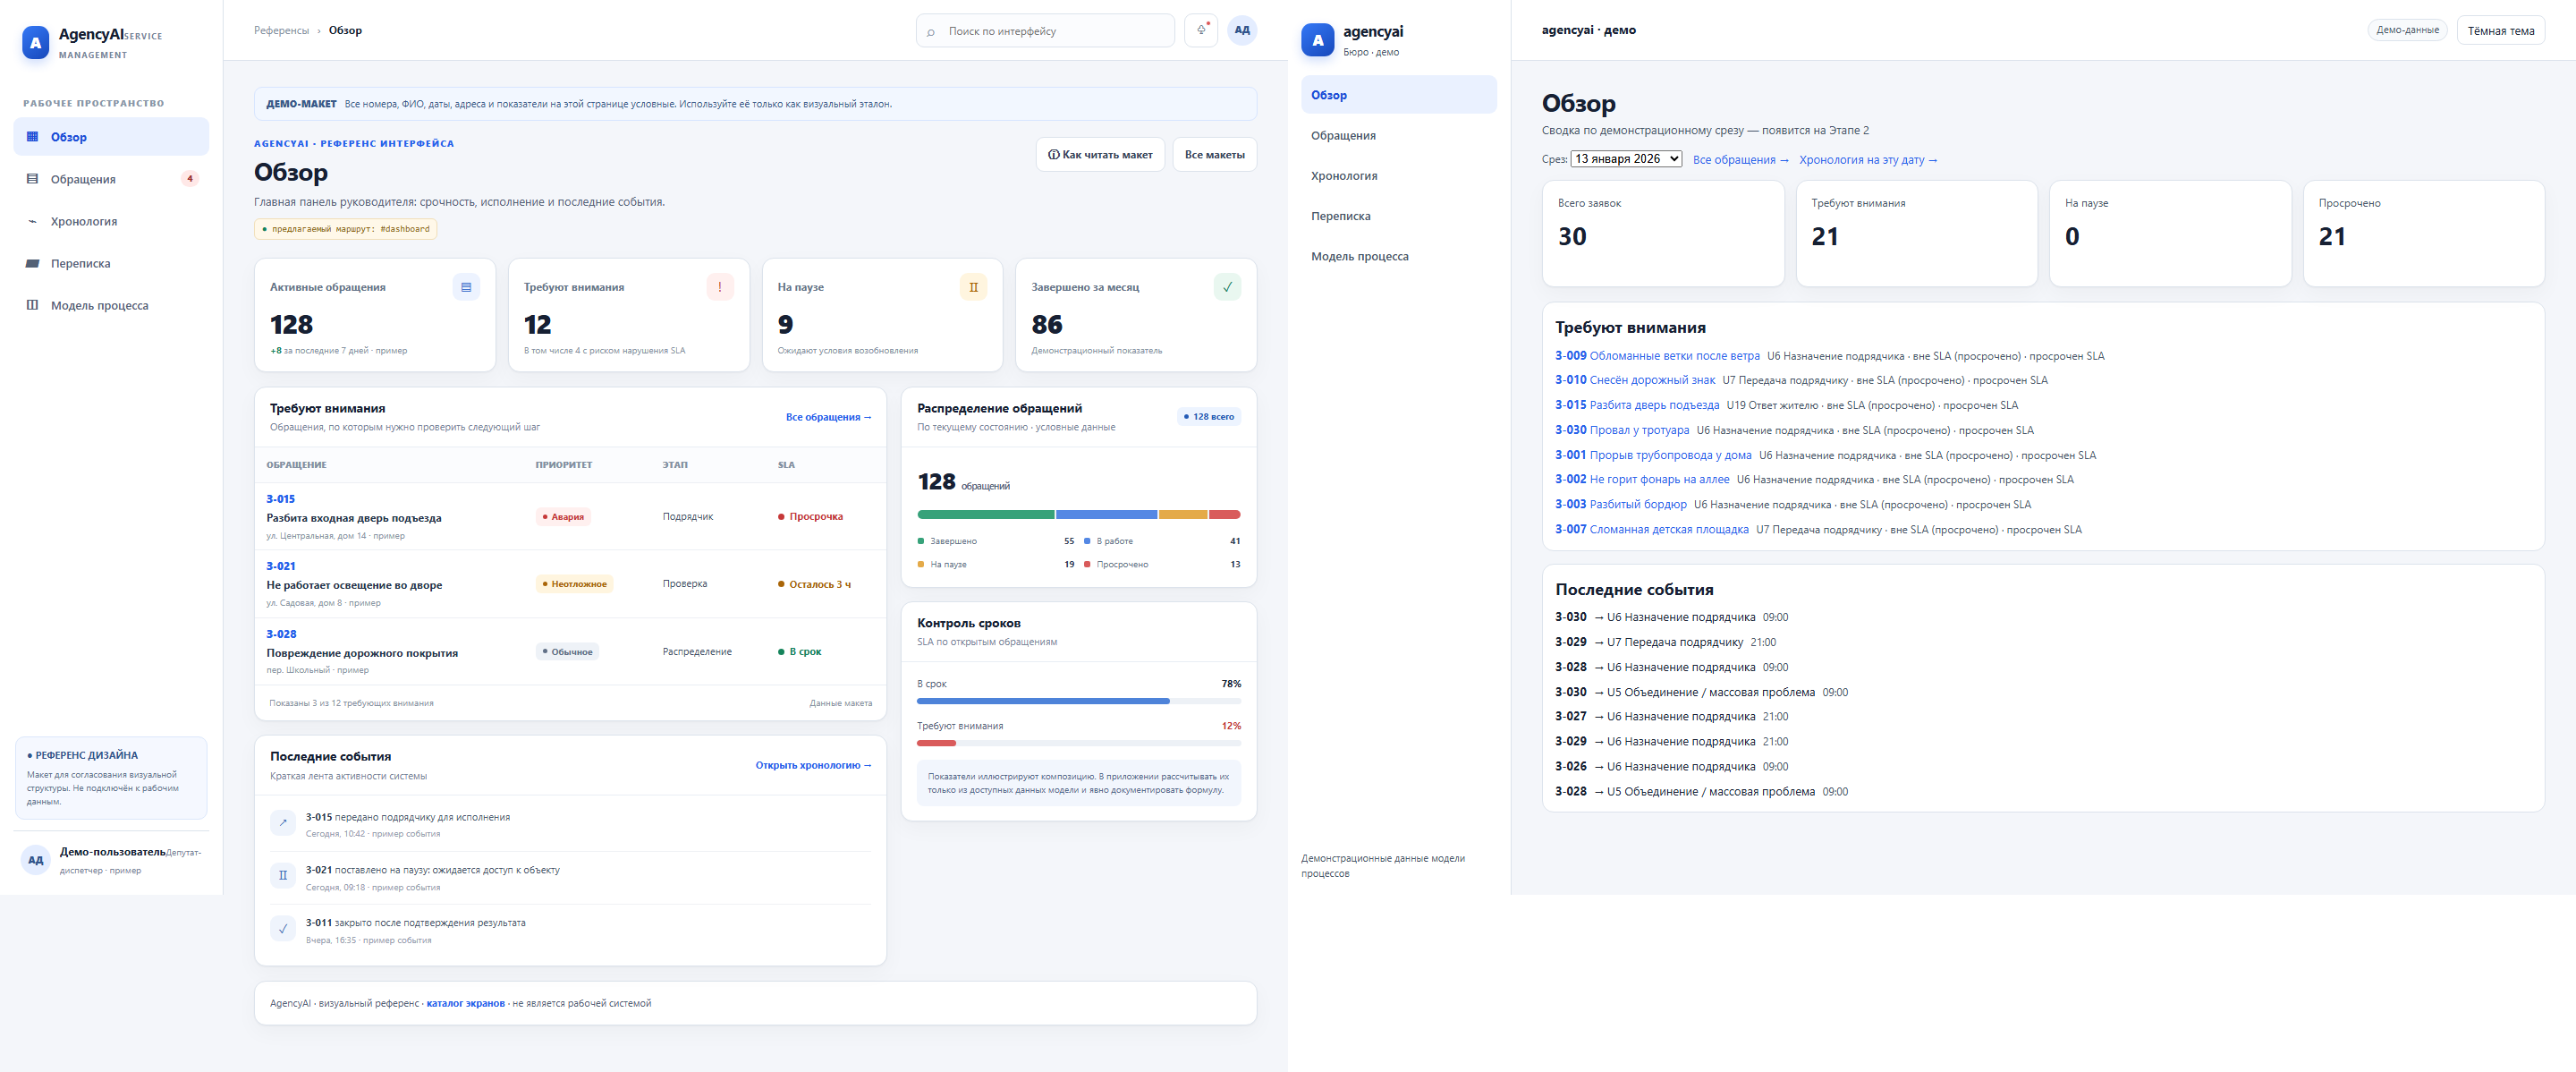 A
AgencyAI SERVICE
MANAGEMENT
РАБОЧЕЕ ПРОСТРАНСТВО
Обзор
Обращения 4
Хронология
Переписка
Модель процесса
• РЕФЕРЕНС ДИЗАЙНА
Макет для согласования визуальной
структуры. Не подключён к рабочим
данным.
АД
Демо-пользователь Депутат-
диспетчер · пример
Референсы › Обзор
Поиск по интерфейсу
АД
ДЕМО-МАКЕТ Все номера, ФИО, даты, адреса и показатели на этой странице условные. Используйте её только как визуальный эталон.
AGENCYAI • РЕФЕРЕНС ИНТЕРФЕЙСА
Обзор
Главная панель руководителя: срочность, исполнение и последние события.
предлагаемый маршрут: #dashboard
ⓘ Как читать макет
Все макеты
Активные обращения
128
+8 за последние 7 дней · пример
Требуют внимания
!
12
В том числе 4 с риском нарушения SLA
На паузе
9
Ожидают условия возобновления
Завершено за месяц
✓
86
Демонстрационный показатель
Требуют внимания
Обращения, по которым нужно проверить следующий шаг
Все обращения →
ОБРАЩЕНИЕ ПРИОРИТЕТ ЭТАП SLA
З-015
Разбита входная дверь подъезда
ул. Центральная, дом 14 · пример
Авария Подрядчик Просрочка
З-021
Не работает освещение во дворе
ул. Садовая, дом 8 · пример
Неотложное Проверка Осталось 3 ч
З-028
Повреждение дорожного покрытия
пер. Школьный · пример
Обычное Распределение В срок
Показаны 3 из 12 требующих внимания Данные макета
Последние события
Краткая лента активности системы
Открыть хронологию →
З-015 передано подрядчику для исполнения
Сегодня, 10:42 · пример события
З-021 поставлено на паузу: ожидается доступ к объекту
Сегодня, 09:18 · пример события
З-011 закрыто после подтверждения результата
Вчера, 16:35 · пример события
Распределение обращений
По текущему состоянию · условные данные
128 всего
128 обращений
Завершено 55 В работе 41
На паузе 19 Просрочено 13
Контроль сроков
SLA по открытым обращениям
В срок 78%
Требуют внимания 12%
Показатели иллюстрируют композицию. В приложении рассчитывать их
только из доступных данных модели и явно документировать формулу.
AgencyAI · визуальный референс · каталог экранов · не является рабочей системой
A
agencyai
Бюро · демо
Обзор
Обращения
Хронология
Переписка
Модель процесса
Демонстрационные данные модели
процессов
agencyai · демо
Демо-данные
Тёмная тема
Обзор
Сводка по демонстрационному срезу — появится на Этапе 2
Срез: 13 января 2026 Все обращения → Хронология на эту дату →
Всего заявок
30
Требуют внимания
21
На паузе
0
Просрочено
21
Требуют внимания
З-009 Обломанные ветки после ветра U6 Назначение подрядчика · вне SLA (просрочено) · просрочен SLA
З-010 Снесён дорожный знак U7 Передача подрядчику · вне SLA (просрочено) · просрочен SLA
З-015 Разбита дверь подъезда U19 Ответ жителю · вне SLA (просрочено) · просрочен SLA
З-030 Провал у тротуара U6 Назначение подрядчика · вне SLA (просрочено) · просрочен SLA
З-001 Прорыв трубопровода у дома U6 Назначение подрядчика · вне SLA (просрочено) · просрочен SLA
З-002 Не горит фонарь на аллее U6 Назначение подрядчика · вне SLA (просрочено) · просрочен SLA
З-003 Разбитый бордюр U6 Назначение подрядчика · вне SLA (просрочено) · просрочен SLA
З-007 Сломанная детская площадка U7 Передача подрядчику · вне SLA (просрочено) · просрочен SLA
Последние события
З-030 → U6 Назначение подрядчика 09:00
З-029 → U7 Передача подрядчику 21:00
З-028 → U6 Назначение подрядчика 09:00
З-030 → U5 Объединение / массовая проблема 09:00
З-027 → U6 Назначение подрядчика 21:00
З-029 → U6 Назначение подрядчика 21:00
З-026 → U6 Назначение подрядчика 09:00
З-028 → U5 Объединение / массовая проблема 09:00